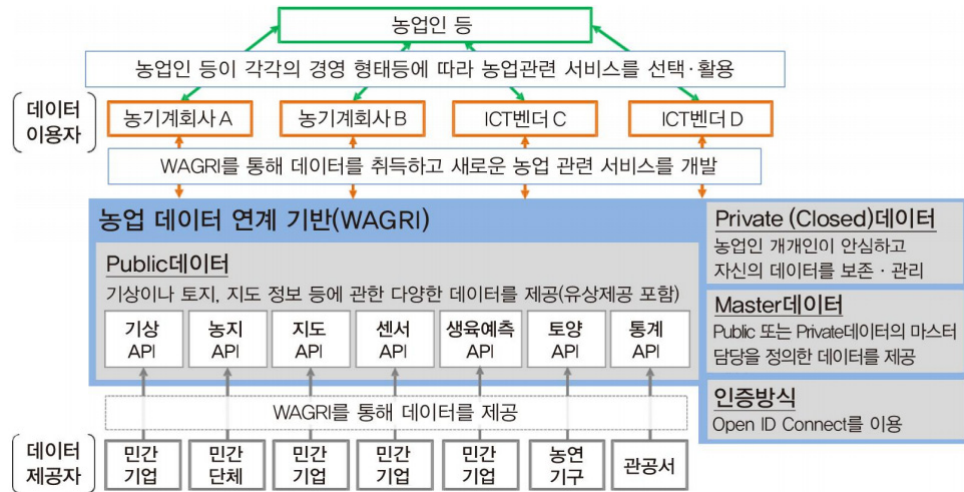 농업인 등
농업인 등이 각각의 경영 형태등에 따라 농업관련 서비스를 선택·활용
데이터
이용자
농기계회사 A
농기계회사 B
ICT벤더 C
ICT벤더 D
WAGRI를 통해 데이터를 취득하고 새로운 농업 관련 서비스를 개발
농업 데이터 연계 기반(WAGRI)
Public데이터
기상이나 토지, 지도 정보 등에 관한 다양한 데이터를 제공(유상제공 포함)
기상
API
농지
API
지도
API
센서
API
생육예측
API
토양
API
통계
API
Private (Closed)데이터
농업인 개개인이 안심하고
자신의 데이터를 보존 · 관리
Master데이터
Public 또는 Private데이터의 마스터
담당을 정의한 데이터를 제공
인증방식
Open ID Connect를 이용
WAGRI를 통해 데이터를 제공
데이터
제공자
민간
기업
민간
단체
민간
기업
민간
기업
민간
기업
농연
기구
관공서